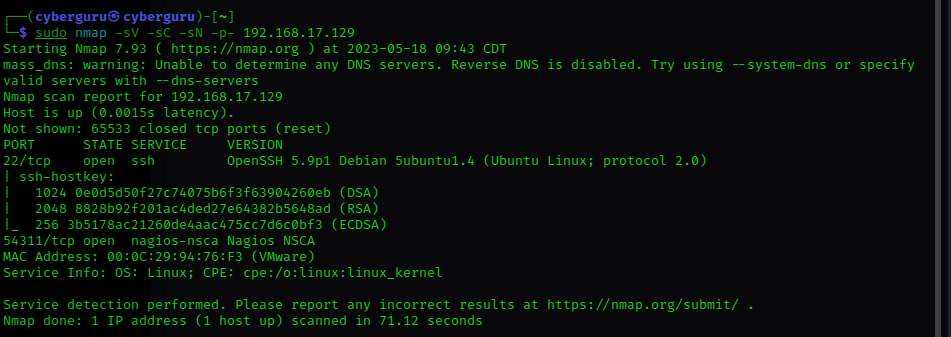 ┌──(cyberguru㉿cyberguru)-[~]
└─$ sudo nmap -sV -sC -sN -p- 192.168.17.129
Starting Nmap 7.93 ( https://nmap.org ) at 2023-05-18 09:43 CDT
mass_dns: warning: Unable to determine any DNS servers. Reverse DNS is disabled. Try using --system-dns or specify
valid servers with --dns-servers
Nmap scan report for 192.168.17.129
Host is up (0.0015s latency).
Not shown: 65533 closed tcp ports (reset)
PORT      STATE SERVICE     VERSION
22/tcp    open  ssh         OpenSSH 5.9p1 Debian 5ubuntu1.4 (Ubuntu Linux; protocol 2.0)
| ssh-hostkey:
|   1024 0e0d5d50f27c74075b6f3f63904260eb (DSA)
|   2048 8828b92f201ac4ded27e64382b5648ad (RSA)
|_  256 3b5178ac21260de4aac475cc7d6c0bf3 (ECDSA)
54311/tcp open  nagios-nsca Nagios NSCA
MAC Address: 00:0C:29:94:76:F3 (VMware)
Service Info: OS: Linux; CPE: cpe:/o:linux:linux_kernel
Service detection performed. Please report any incorrect results at https://nmap.org/submit/ .
Nmap done: 1 IP address (1 host up) scanned in 71.12 seconds